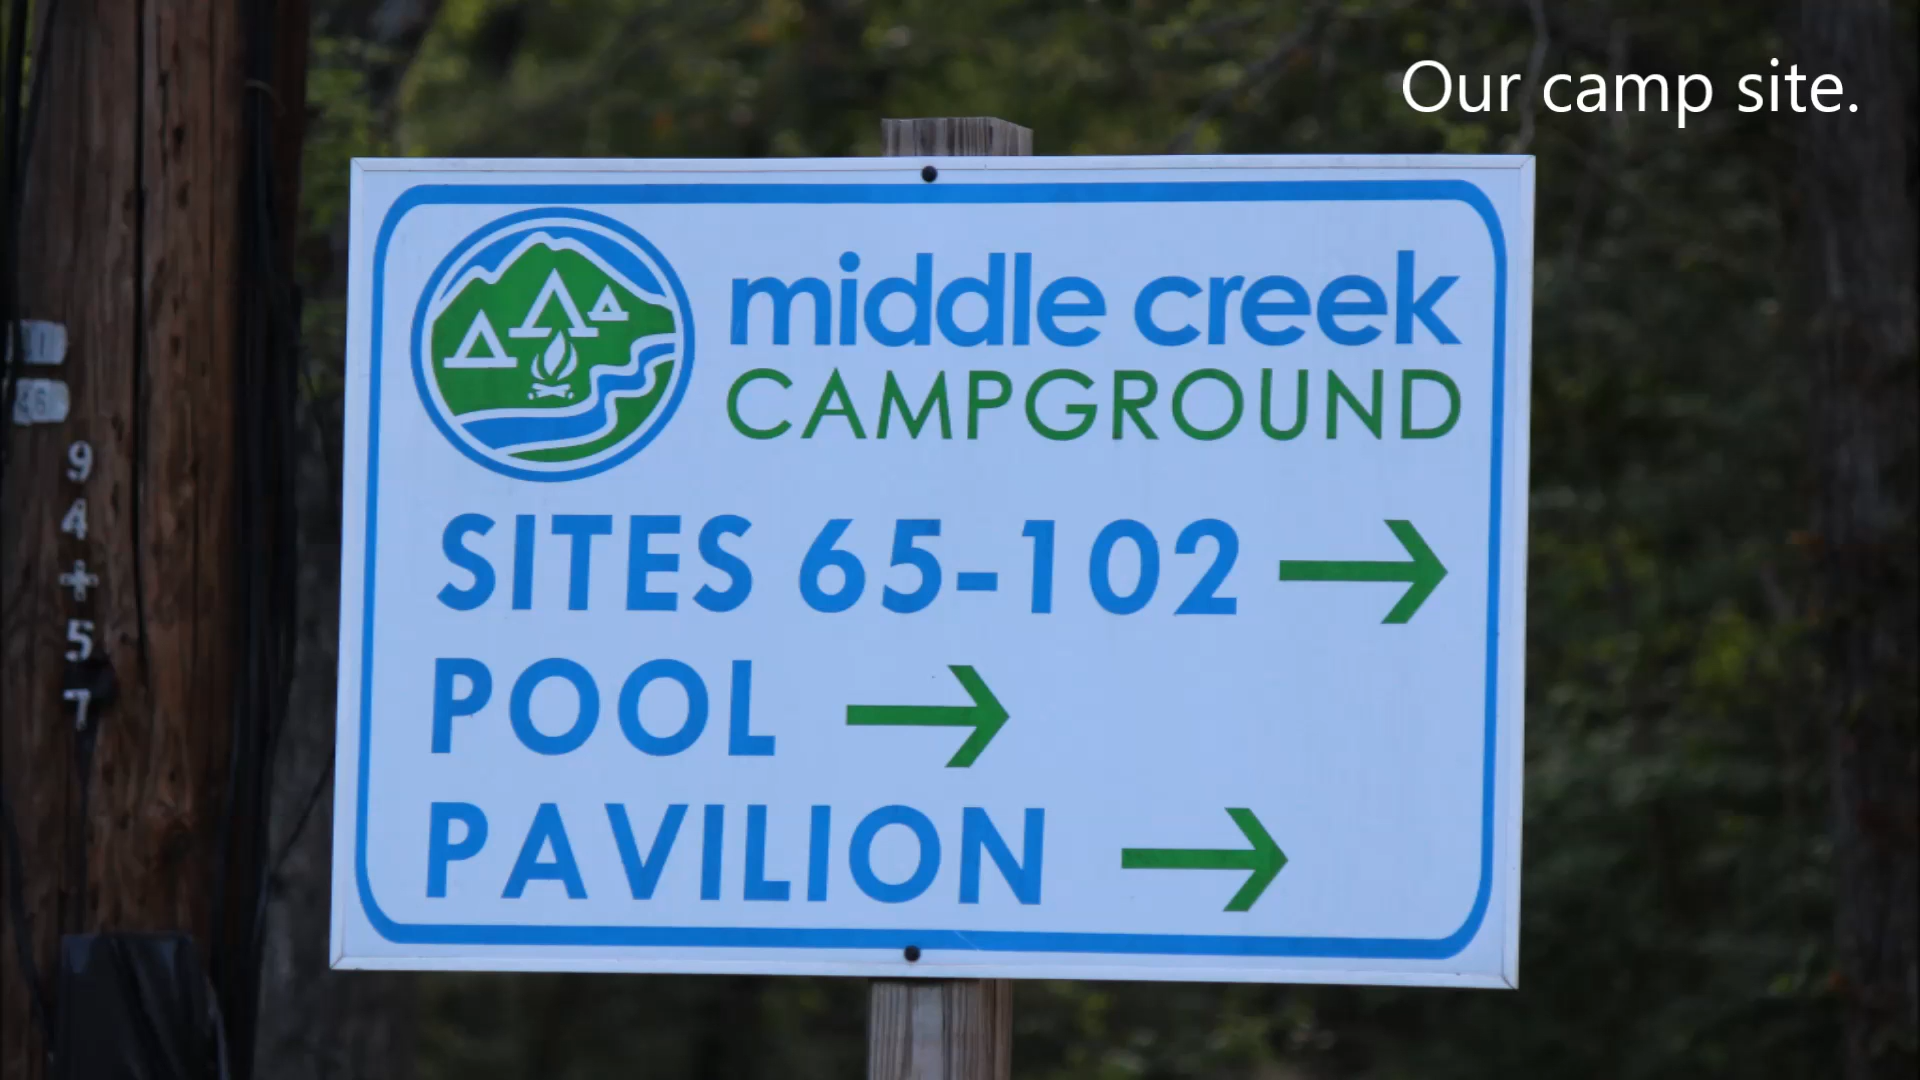 Our camp site.
middle creek
CAMPGROUND
SITES 65-102 →
POOL →
PAVILION →
9
4
+
5
7